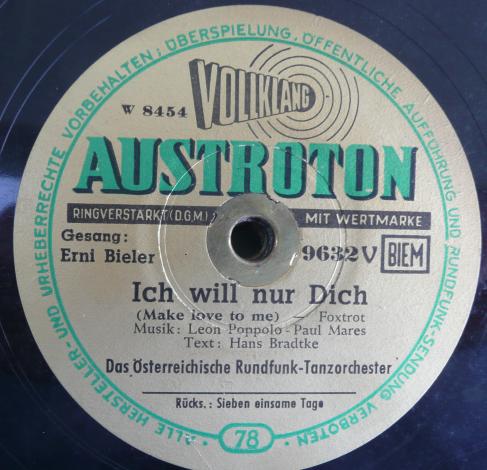 ALLE HERSTELLER- UND URHEBERRECHTE VORBEHALTEN; ÜBERSPIELUNG, ÖFFENTLICHE AUFFÜHRUNG UND RUNDFUNK-SENDUNG VERBOTEN
VOLLKLANG
W 8454
AUSTROTON
RINGVERSTÄRKT (D.G.M.) MIT WERTMARKE
Gesang:
Erni Bieler 9632 V BIEM
Ich will nur Dich
(Make love to me) — Foxtrot
Musik: Leon Poppolo - Paul Mares
Text: Hans Bradtke
Das Österreichische Rundfunk-Tanzorchester
Rücks.: Sieben einsame Tage
78